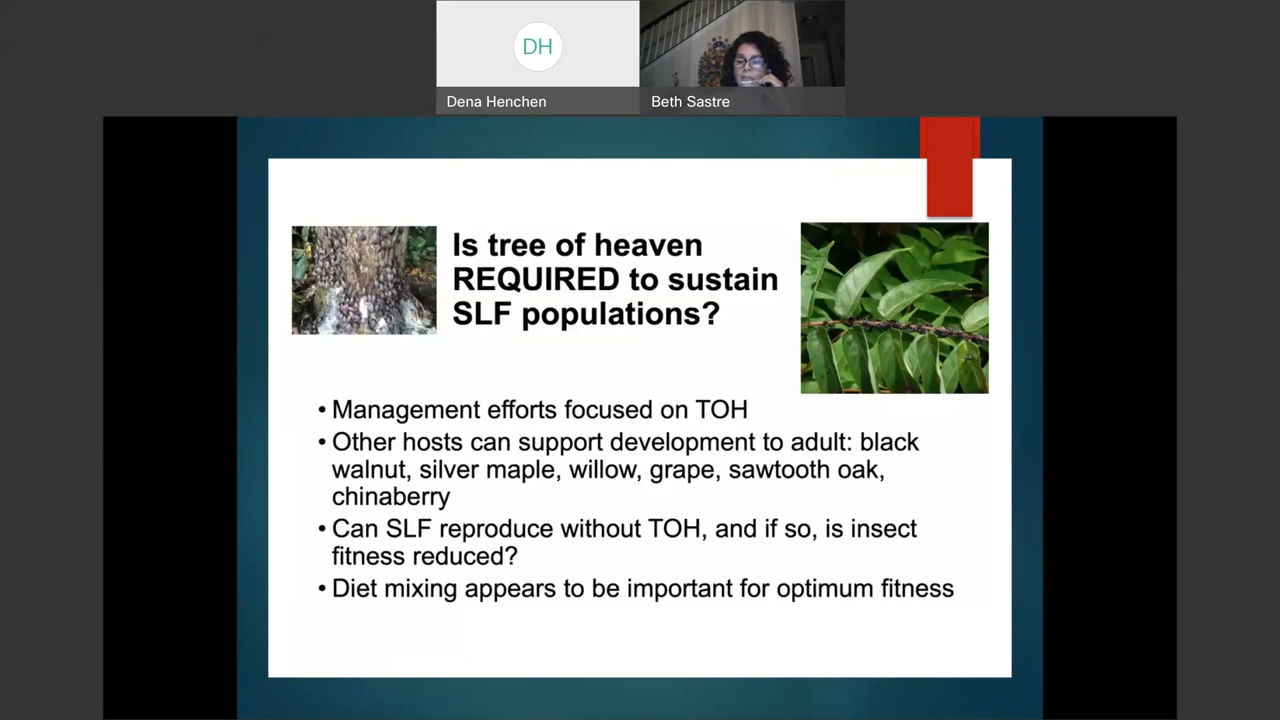 DH
Dena Henchen
Beth Sastre
Is tree of heaven
REQUIRED to sustain
SLF populations?
• Management efforts focused on TOH
• Other hosts can support development to adult: black
walnut, silver maple, willow, grape, sawtooth oak,
chinaberry
• Can SLF reproduce without TOH, and if so, is insect
fitness reduced?
• Diet mixing appears to be important for optimum fitness